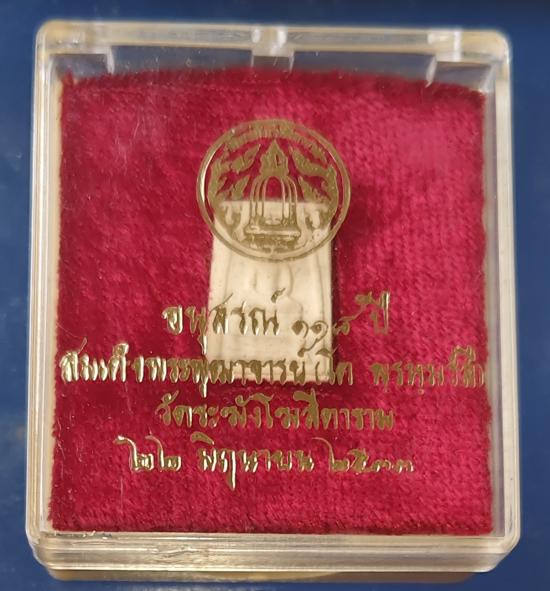 อนุสรณ์ ๑๑๘ ปี
สมเด็จพระพุฒาจารย์ โต พรหมรังสี
วัดระฆังโฆสิตาราม
๒๒ มิถุนายน ๒๕๓๓